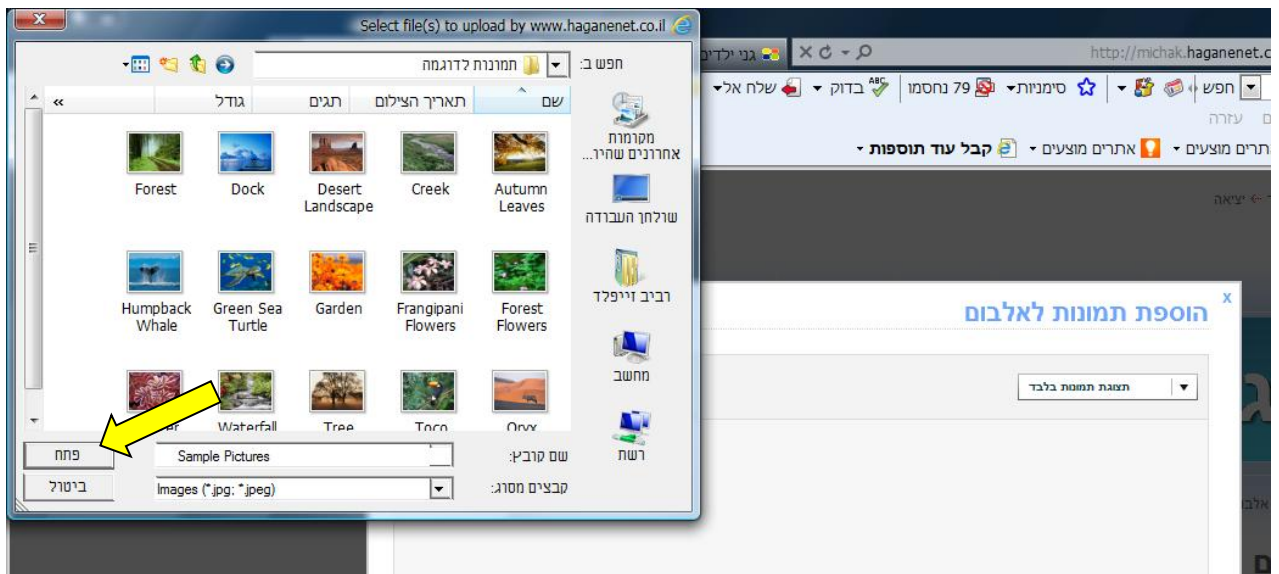 Select file(s) to upload by www.haganenet.co.il
חפש ב:
תמונות לדוגמה
שם
תאריך הצילום
תגים
גודל
»
Forest
Dock
Desert Landscape
Creek
Autumn Leaves
Humpback Whale
Green Sea Turtle
Garden
Frangipani Flowers
Forest Flowers
Waterfall
Tree
Toco
Oryx
מקומות
אחרונים שהיו...
שולחן העבודה
רביב זייפלד
מחשב
רשת
שם קובץ:
Sample Pictures
פתח
קבצים מסוג:
Images (*.jpg; *.jpeg)
ביטול
גני ילדים
http://michak.haganenet.c
חפש
סימניות
79 נחסמו
ABC
בדוק
שלח אל
עזרה
אתרים מוצעים
קבל עוד תוספות
יציאה
x
הוספת תמונות לאלבום
תצוגת תמונות בלבד